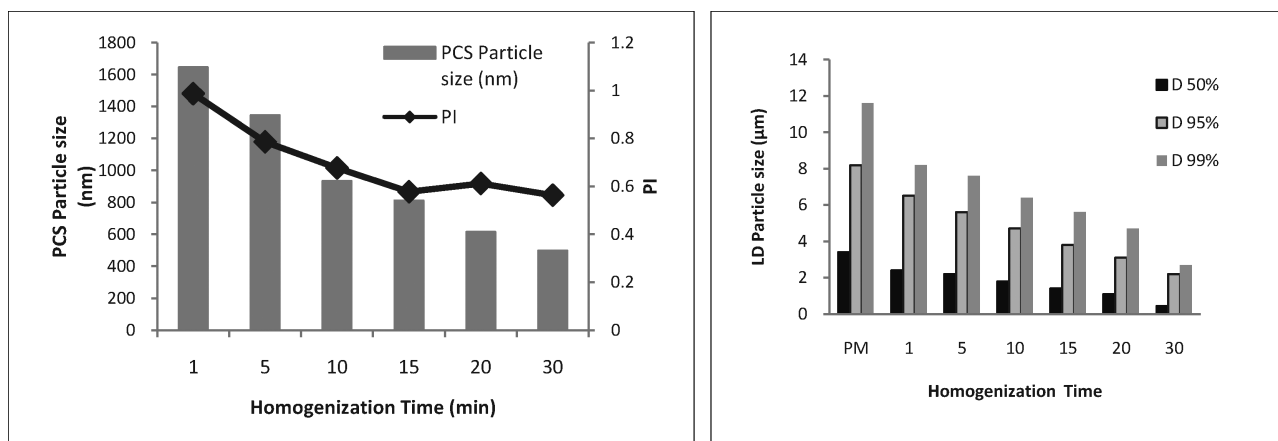 1800
1600
1400
1200
1000
800
600
400
200
0
PCS Particle size
(nm)
PCS Particle
size (nm)
PI
1.2
1
0.8
0.6
0.4
0.2
0
PI
1 5 10 15 20 30
Homogenization Time (min)
14
12
10
8
6
4
2
0
LD Particle size (μm)
D 50%
D 95%
D 99%
PM 1 5 10 15 20 30
Homogenization Time